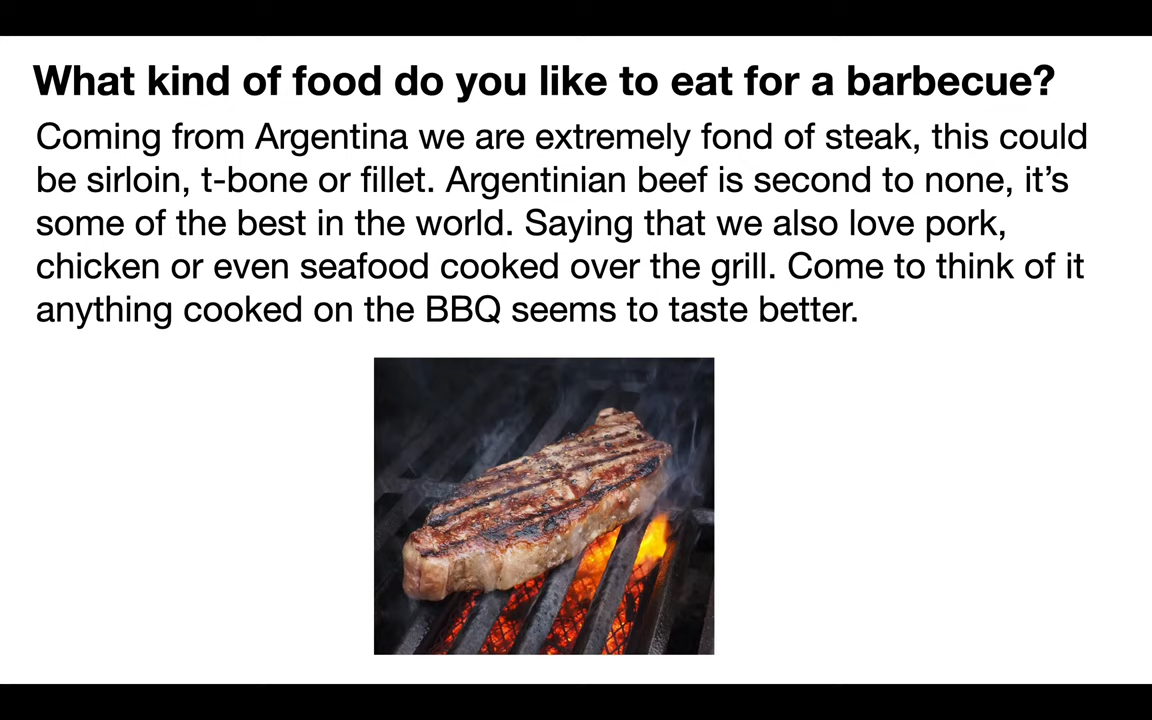 What kind of food do you like to eat for a barbecue?
Coming from Argentina we are extremely fond of steak, this could
be sirloin, t-bone or fillet. Argentinian beef is second to none, it’s
some of the best in the world. Saying that we also love pork,
chicken or even seafood cooked over the grill. Come to think of it
anything cooked on the BBQ seems to taste better.